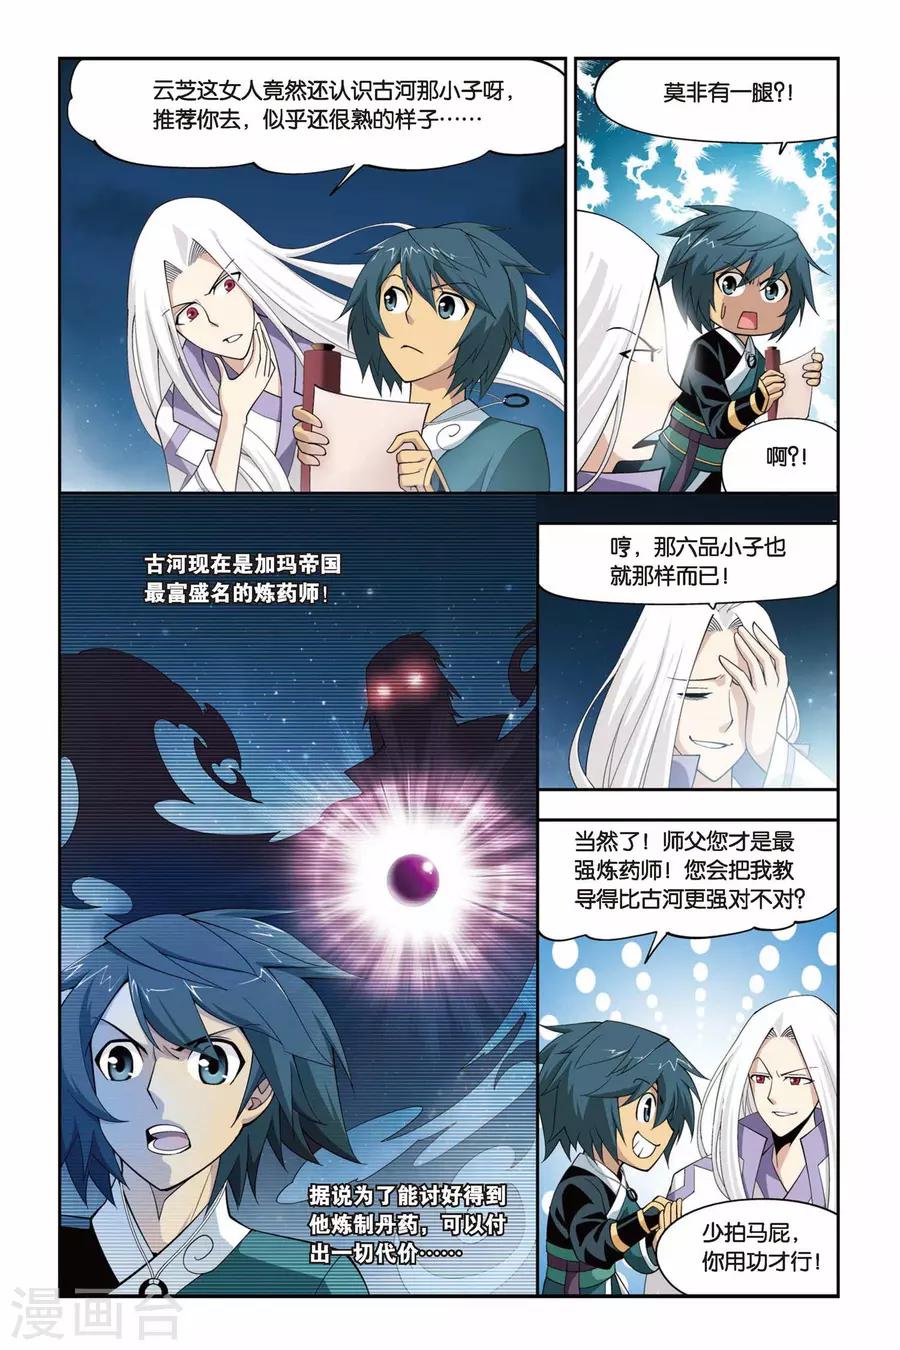 云芝这女人竟然还认识古河那小子呀，
推荐你去，似乎还很熟的样子……
莫非有一腿?!
啊?!
古河现在是加玛帝国
最富盛名的炼药师！
哼，那六品小子也
就那样而已！
当然了！师父您才是最
强炼药师！您会把我教
导得比古河更强对不对？
据说为了能讨好得到
他炼制丹药，可以付
出一切代价……
少拍马屁，
你用功才行！
漫画台